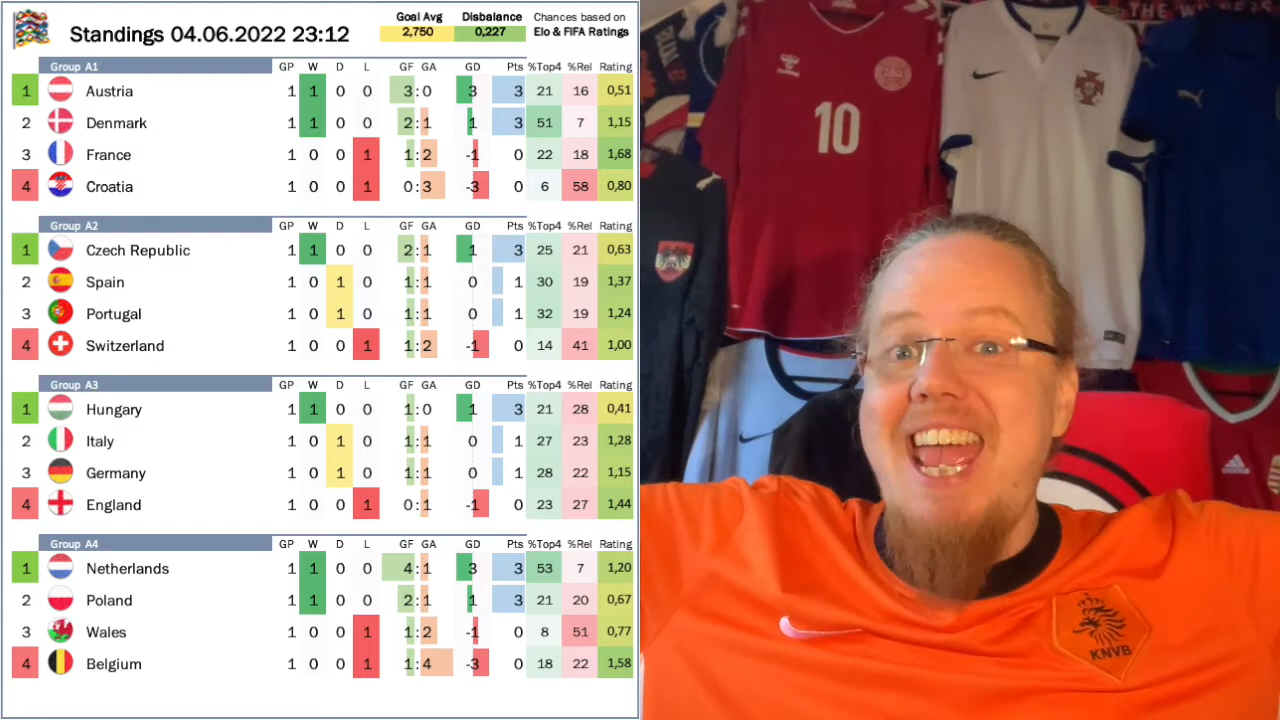 Standings 04.06.2022 23:12
Goal Avg Disbalance Chances based on
2,750 0,227 Elo & FIFA Ratings
Group A1 GP W D L GF GA GD Pts %Top4 %Rel Rating
1 Austria 1 1 0 0 3:0 3 3 21 16 0,51
2 Denmark 1 1 0 0 2:1 1 3 51 7 1,15
3 France 1 0 0 1 1:2 -1 0 22 18 1,68
4 Croatia 1 0 0 1 0:3 -3 0 6 58 0,80
Group A2 GP W D L GF GA GD Pts %Top4 %Rel Rating
1 Czech Republic 1 1 0 0 2:1 1 3 25 21 0,63
2 Spain 1 0 1 0 1:1 0 1 30 19 1,37
3 Portugal 1 0 1 0 1:1 0 1 32 19 1,24
4 Switzerland 1 0 0 1 1:2 -1 0 14 41 1,00
Group A3 GP W D L GF GA GD Pts %Top4 %Rel Rating
1 Hungary 1 1 0 0 1:0 1 3 21 28 0,41
2 Italy 1 0 1 0 1:1 0 1 27 23 1,28
3 Germany 1 0 1 0 1:1 0 1 28 22 1,15
4 England 1 0 0 1 0:1 -1 0 23 27 1,44
Group A4 GP W D L GF GA GD Pts %Top4 %Rel Rating
1 Netherlands 1 1 0 0 4:1 3 3 53 7 1,20
2 Poland 1 1 0 0 2:1 1 3 21 20 0,67
3 Wales 1 0 0 1 1:2 -1 0 8 51 0,77
4 Belgium 1 0 0 1 1:4 -3 0 18 22 1,58
10
KNVB